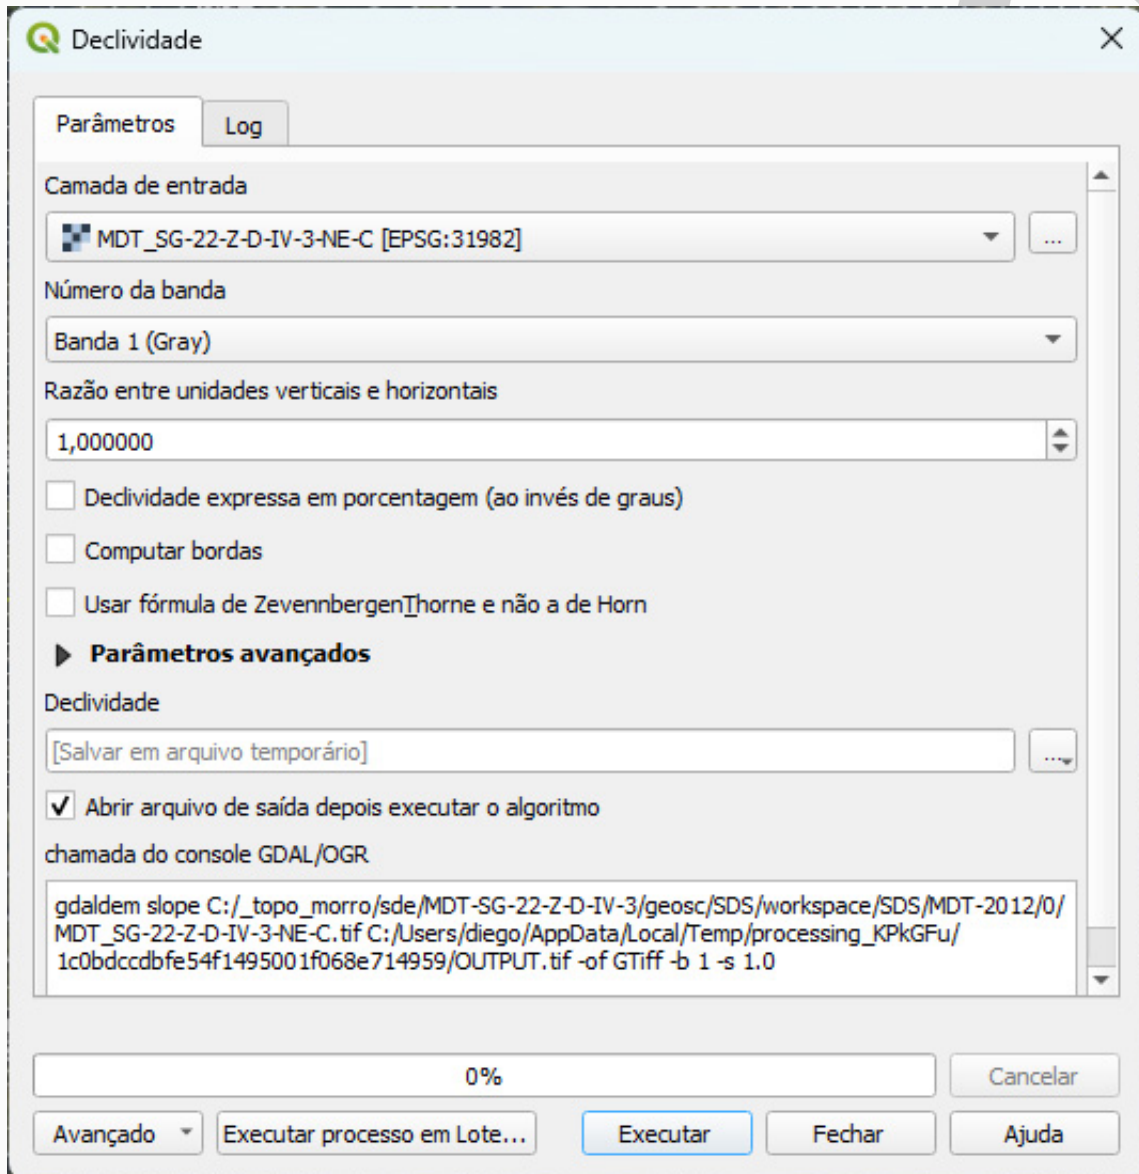 Declividade
Parâmetros
Log
Camada de entrada
MDT_SG-22-Z-D-IV-3-NE-C [EPSG:31982]
...
Número da banda
Banda 1 (Gray)
Razão entre unidades verticais e horizontais
1,000000
Declividade expressa em porcentagem (ao invés de graus)
Computar bordas
Usar fórmula de ZevennbergenThorne e não a de Horn
Parâmetros avançados
Declividade
[Salvar em arquivo temporário]
...
Abrir arquivo de saída depois executar o algoritmo
chamada do console GDAL/OGR
gdaldem slope C:/_topo_morro/sde/MDT-SG-22-Z-D-IV-3/geosc/SDS/workspace/SDS/MDT-2012/0/
MDT_SG-22-Z-D-IV-3-NE-C.tif C:/Users/diego/AppData/Local/Temp/processing_KPkGFu/
1c0bdccdbfe54f1495001f068e714959/OUTPUT.tif -of GTiff -b 1 -s 1.0
0%
Cancelar
Avançado
Executar processo em Lote...
Executar
Fechar
Ajuda